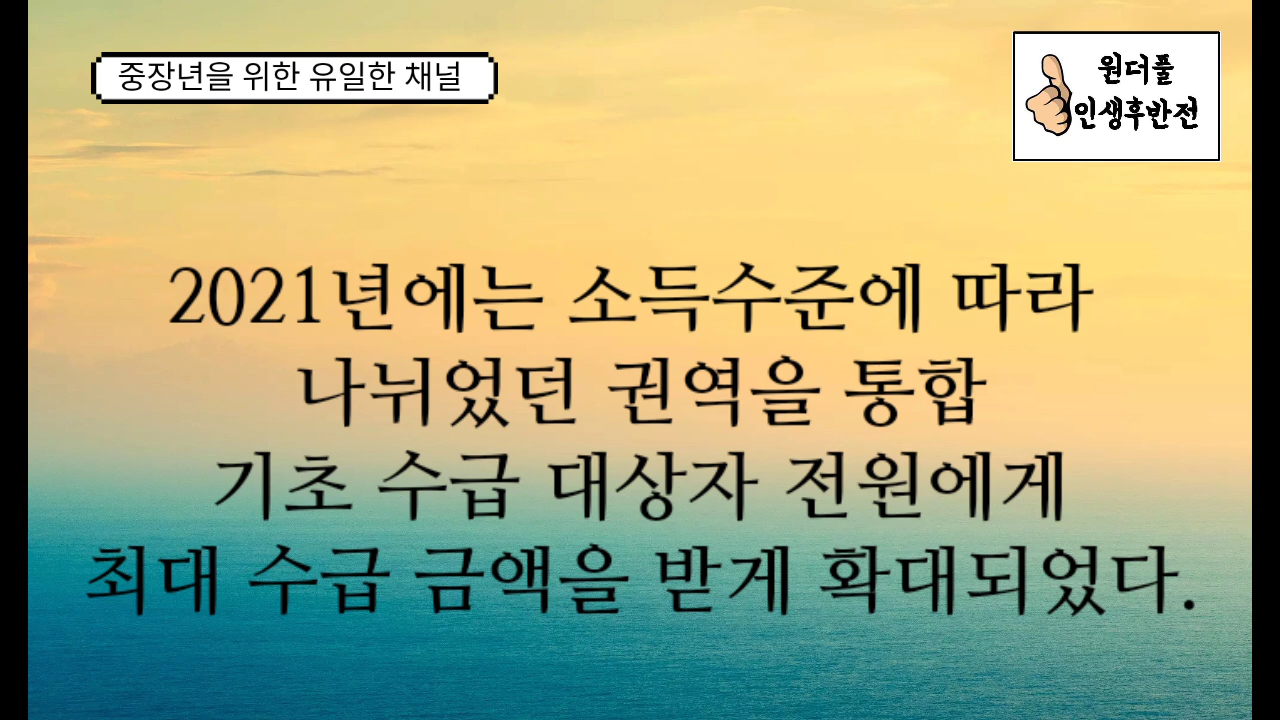 중장년을 위한 유일한 채널
원더풀
인생후반전
2021년에는 소득수준에 따라
나뉘었던 권역을 통합
기초 수급 대상자 전원에게
최대 수급 금액을 받게 확대되었다.